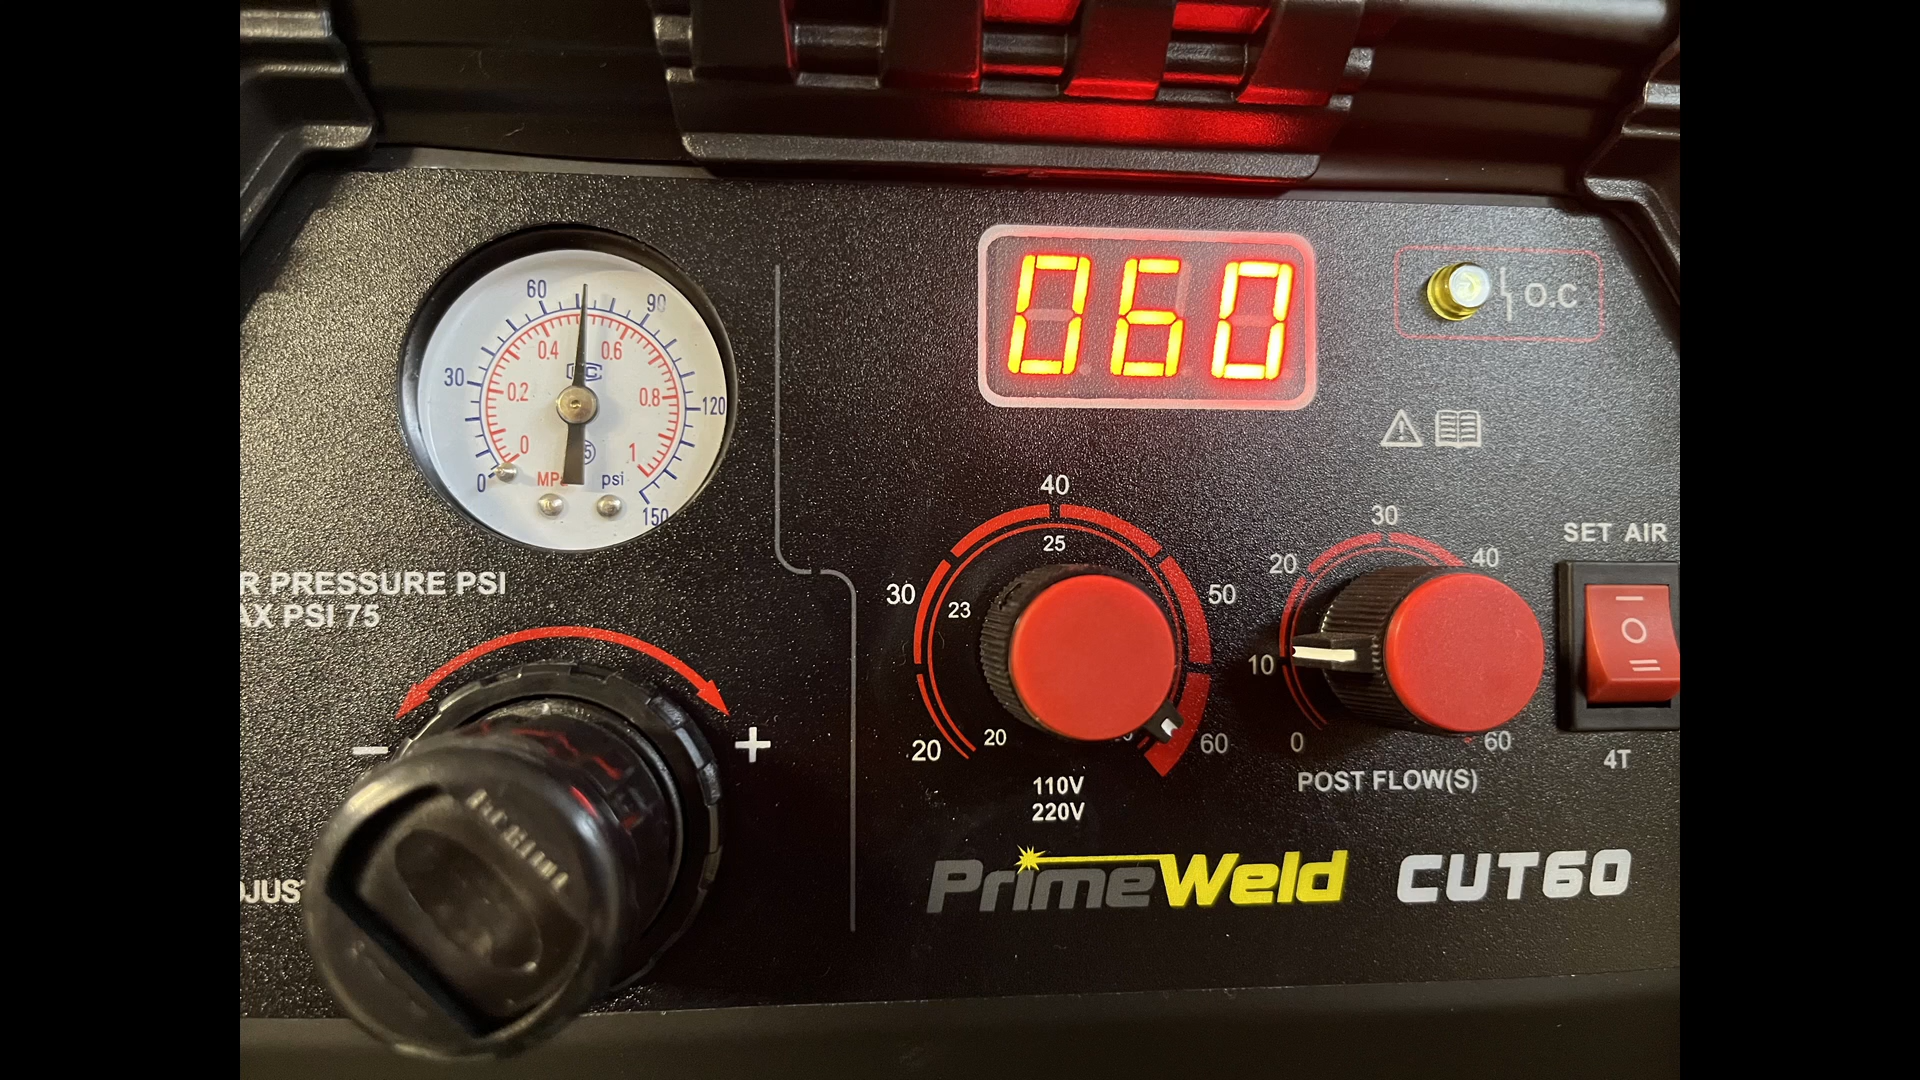 060
O.C
60
90
0.4
0.6
30
0.2
0.8
120
0
1
0
MPa
psi
150
R PRESSURE PSI
AX PSI 75
−
+
DJUS
40
25
30
23
50
20
20
60
110V
220V
30
20
40
10
0
60
POST FLOW(S)
SET AIR
4T
PrimeWeld CUT60